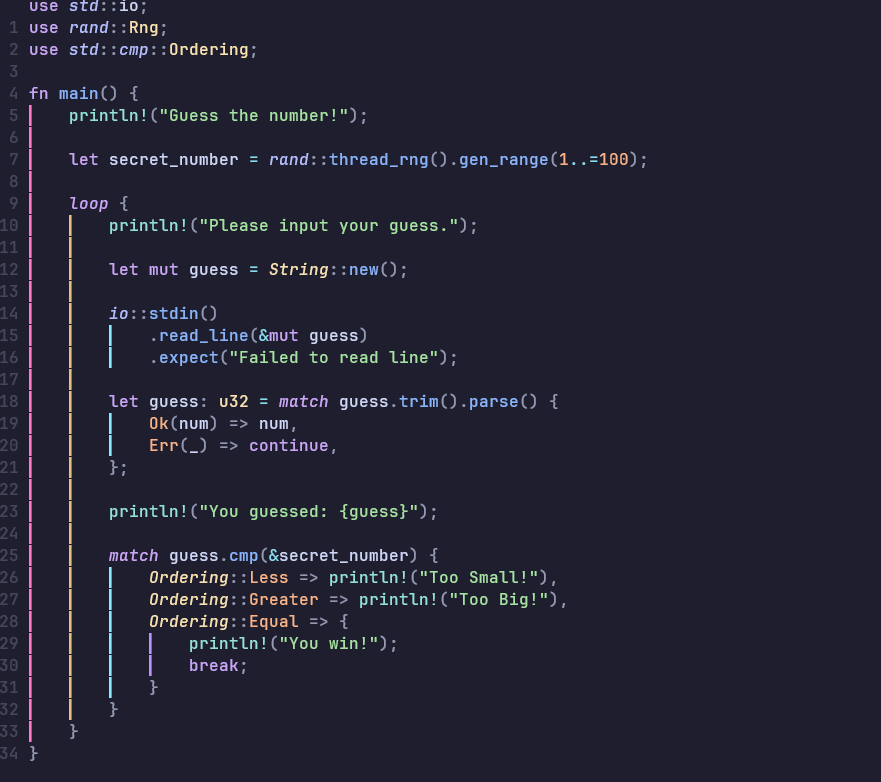 use std::io;
1 use rand::Rng;
2 use std::cmp::Ordering;
3
4 fn main() {
5     println!("Guess the number!");
6
7     let secret_number = rand::thread_rng().gen_range(1..=100);
8
9     loop {
10         println!("Please input your guess.");
11
12         let mut guess = String::new();
13
14         io::stdin()
15             .read_line(&mut guess)
16             .expect("Failed to read line");
17
18         let guess: u32 = match guess.trim().parse() {
19             Ok(num) => num,
20             Err(_) => continue,
21         };
22
23         println!("You guessed: {guess}");
24
25         match guess.cmp(&secret_number) {
26             Ordering::Less => println!("Too Small!"),
27             Ordering::Greater => println!("Too Big!"),
28             Ordering::Equal => {
29                 println!("You win!");
30                 break;
31             }
32         }
33     }
34 }